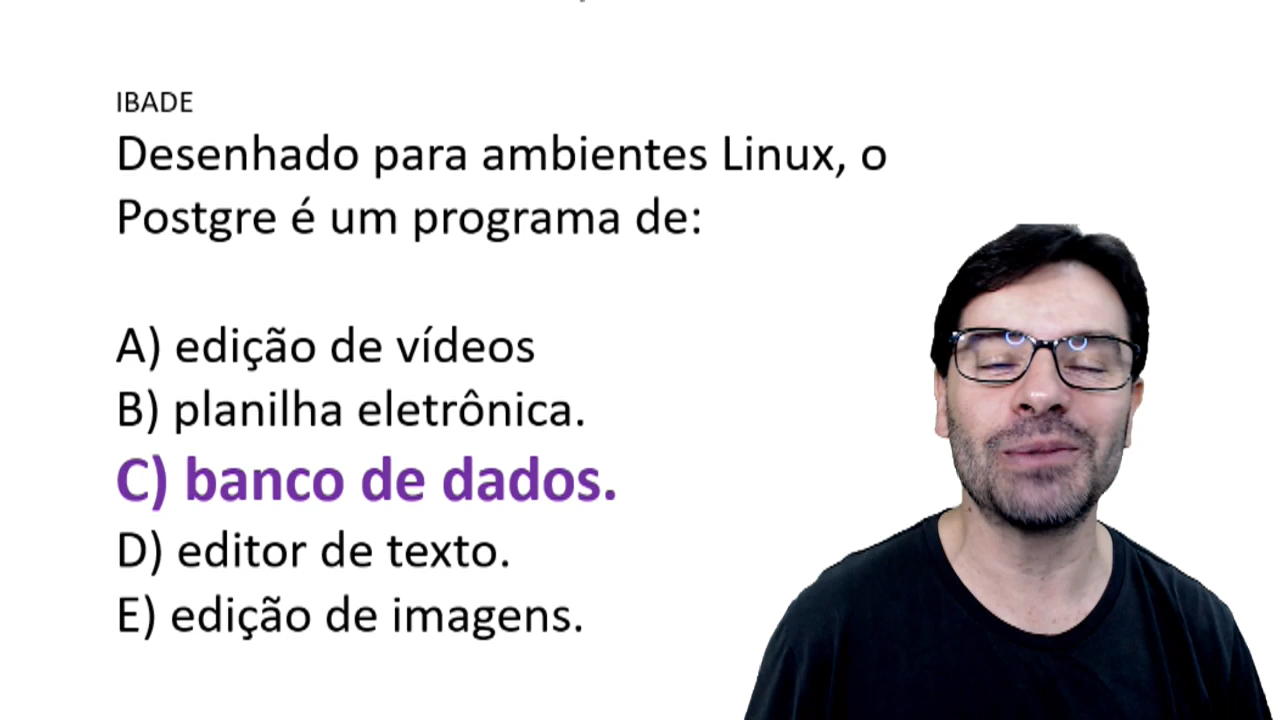 IBADE
Desenhado para ambientes Linux, o
Postgre é um programa de:
A) edição de vídeos
B) planilha eletrônica.
C) banco de dados.
D) editor de texto.
E) edição de imagens.